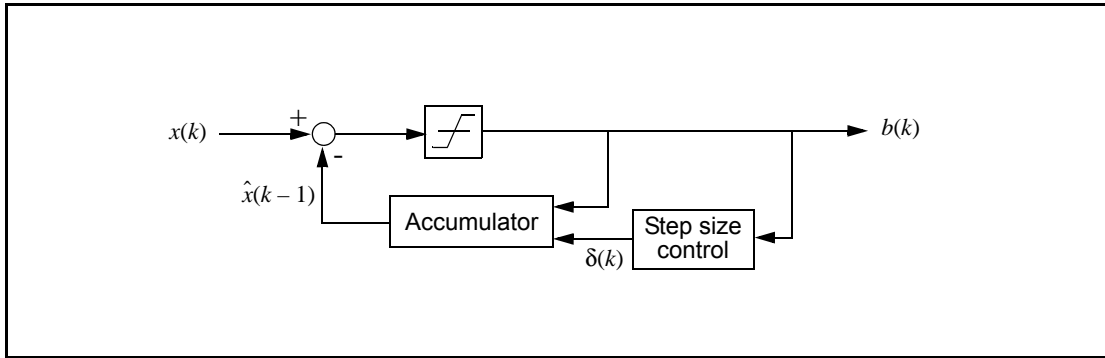 x(k)
+
-
b(k)
x̂(k – 1)
Accumulator
δ(k)
Step size
control